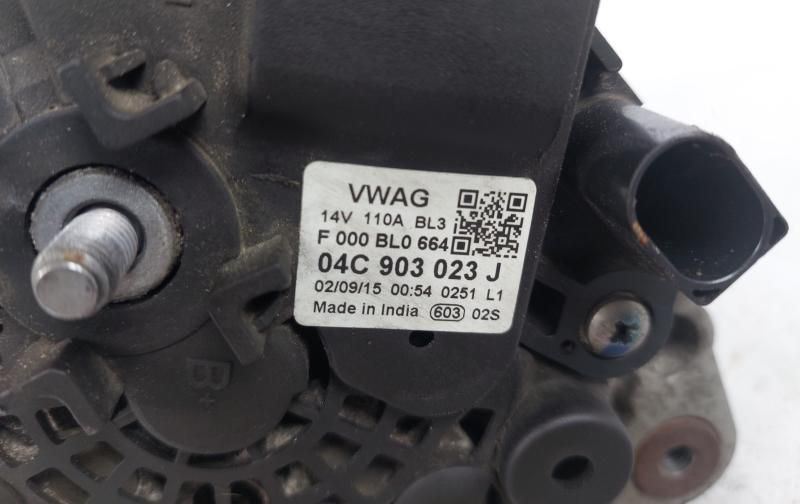 VWAG
14V 110A BL3
F 000 BL0 664
04C 903 023 J
02/09/15 00:54 0251 L1
Made in India 603 02S
B+